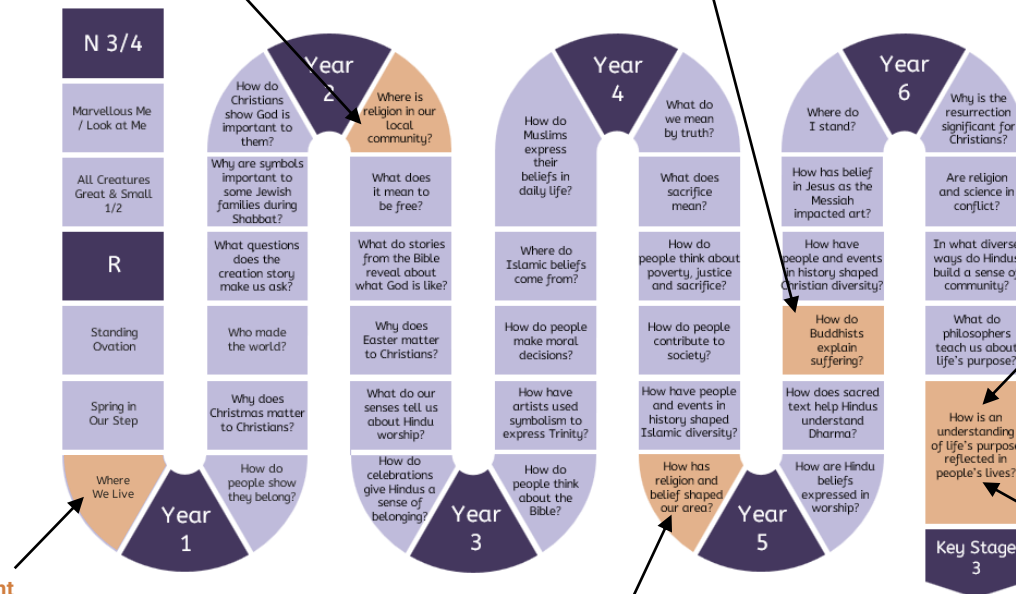 N 3/4
Marvellous Me
/ Look at Me
All Creatures
Great & Small
1/2
R
Standing
Ovation
Spring in
Our Step
Where
We Live
Year
1
How do
people show
they belong?
Why does
Christmas matter
to Christians?
Who made
the world?
What questions
does the
creation story
make us ask?
Why are symbols
important to
some Jewish
families during
Shabbat?
How do
Christians
show God is
important to
them?
Year
2
Where is
religion in our
local
community?
What does
it mean to
be free?
What do stories
from the Bible
reveal about
what God is like?
Why does
Easter matter
to Christians?
What do our
senses tell us
about Hindu
worship?
How do
celebrations
give Hindus a
sense of
belonging?
Year
3
How do
people think
about the
Bible?
How have
artists used
symbolism to
express Trinity?
How do people
make moral
decisions?
Where do
Islamic beliefs
come from?
How do
Muslims
express
their
beliefs in
daily life?
Year
4
What do
we mean
by truth?
What does
sacrifice
mean?
How do
people think about
poverty, justice
and sacrifice?
How do people
contribute to
society?
How have people
and events in
history shaped
Islamic diversity?
How has
religion and
belief shaped
our area?
Year
5
How are Hindu
beliefs
expressed in
worship?
How does sacred
text help Hindus
understand
Dharma?
How do
Buddhists
explain
suffering?
How have
people and events
in history shaped
Christian diversity?
How has belief
in Jesus as the
Messiah
impacted art?
Where do
I stand?
Year
6
Why is the
resurrection
significant for
Christians?
Are religion
and science in
conflict?
In what diverse
ways do Hindus
build a sense of
community?
What do
philosophers
teach us about
life's purpose?
How is an
understanding
of life's purpose
reflected in
people's lives?
Key Stage
3
nt